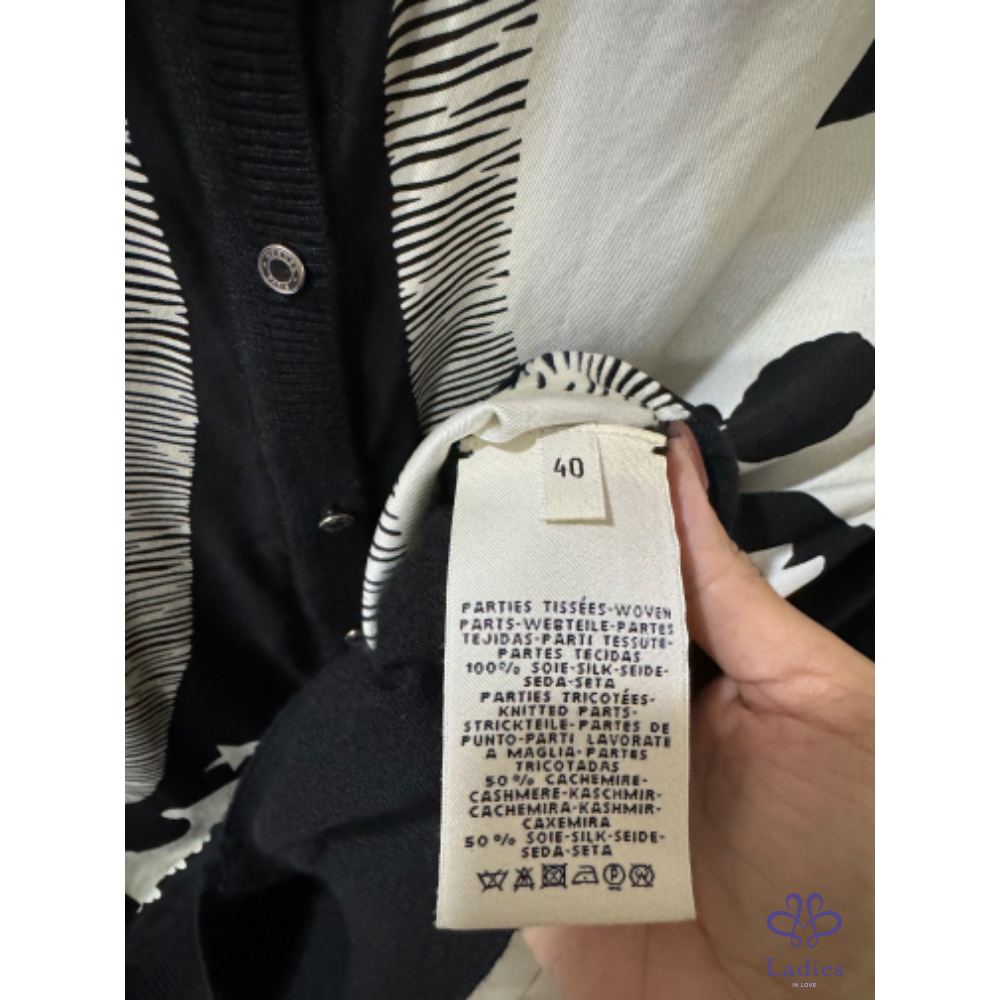 40
PARTIES TISSÉES-WOVEN
PARTS-WEBTEILE-PARTES
TEJIDAS-PARTI TESSUTE-
PARTES TECIDAS
100% SOIE-SILK-SEIDE-
SEDA-SETA
PARTIES TRICOTÉES-
KNITTED PARTS-
STRICKTEILE-PARTES DE
PUNTO-PARTI LAVORATE
A MAGLIA-PARTES
TRICOTADAS
50% CACHEMIRE-
CASHMERE-KASCHMIR-
CACHEMIRA-KASHMIR-
CAXEMIRA
50% SOIE-SILK-SEIDE-
SEDA-SETA
Ladies
IN LOVE